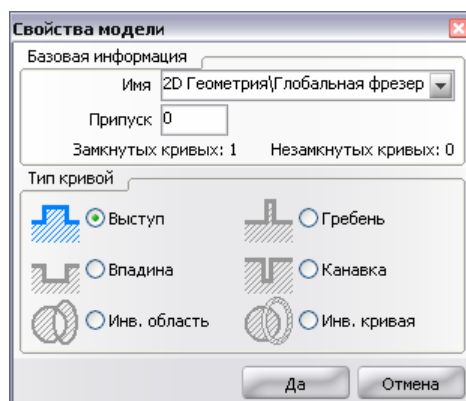 Свойства модели
Базовая информация
Имя 2D Геометрия\Глобальная фрезер
Припуск 0
Замкнутых кривых: 1 Незамкнутых кривых: 0
Тип кривой
Выступ Гребень
Впадина Канавка
Инв. область Инв. кривая
Да Отмена